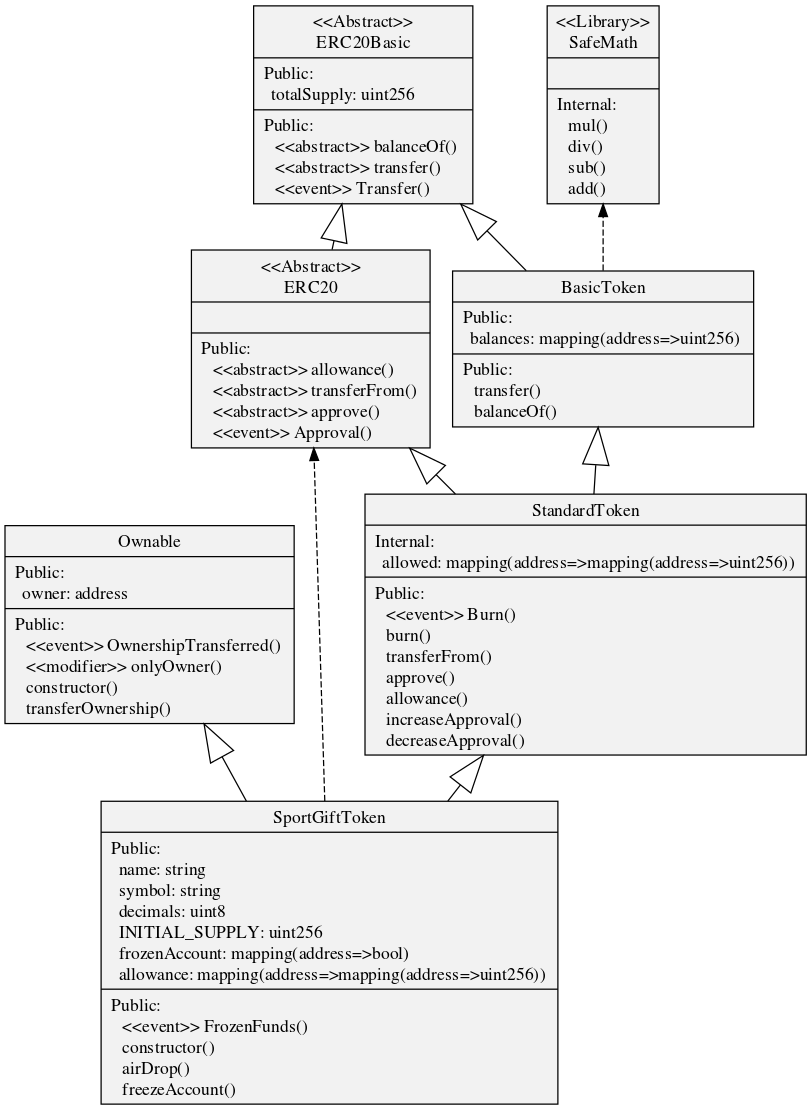 <<Abstract>>
ERC20Basic
Public:
totalSupply: uint256
Public:
<<abstract>> balanceOf()
<<abstract>> transfer()
<<event>> Transfer()
<<Library>>
SafeMath
Internal:
mul()
div()
sub()
add()
<<Abstract>>
ERC20
Public:
<<abstract>> allowance()
<<abstract>> transferFrom()
<<abstract>> approve()
<<event>> Approval()
BasicToken
Public:
balances: mapping(address=>uint256)
Public:
transfer()
balanceOf()
StandardToken
Internal:
allowed: mapping(address=>mapping(address=>uint256))
Public:
<<event>> Burn()
burn()
transferFrom()
approve()
allowance()
increaseApproval()
decreaseApproval()
Ownable
Public:
owner: address
Public:
<<event>> OwnershipTransferred()
<<modifier>> onlyOwner()
constructor()
transferOwnership()
SportGiftToken
Public:
name: string
symbol: string
decimals: uint8
INITIAL_SUPPLY: uint256
frozenAccount: mapping(address=>bool)
allowance: mapping(address=>mapping(address=>uint256))
Public:
<<event>> FrozenFunds()
constructor()
airDrop()
freezeAccount()